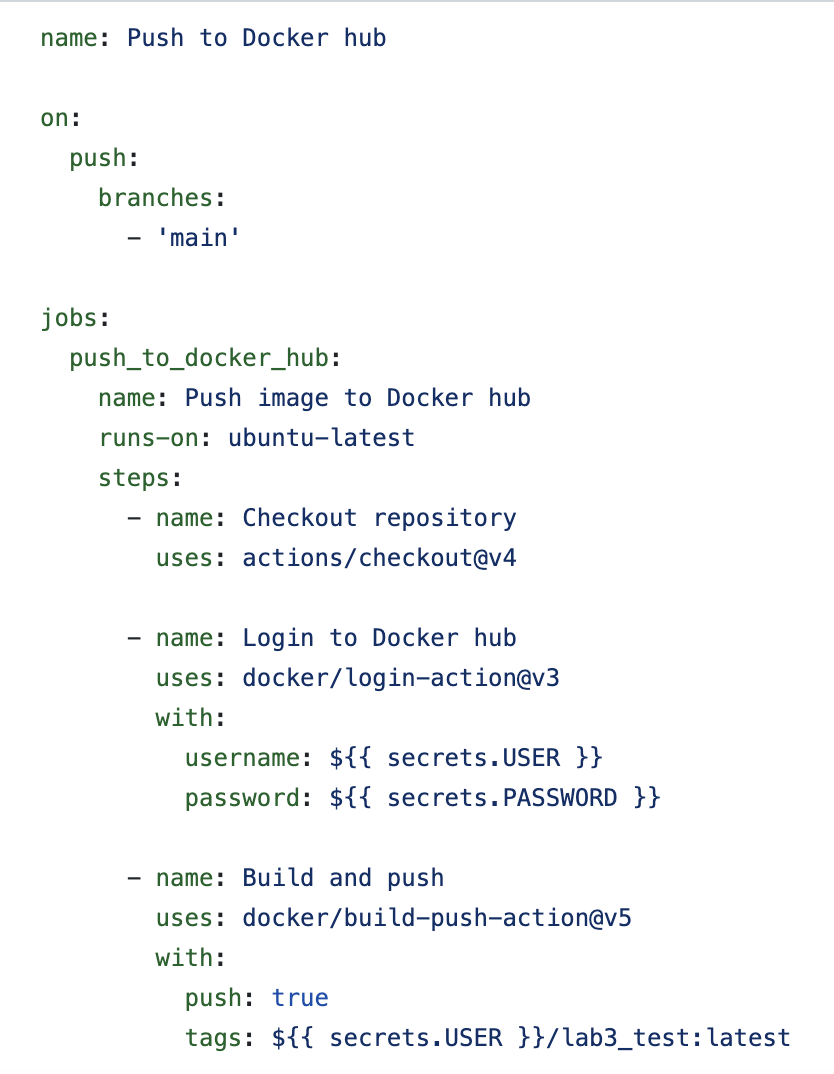 name: Push to Docker hub

on:
  push:
    branches:
      - 'main'

jobs:
  push_to_docker_hub:
    name: Push image to Docker hub
    runs-on: ubuntu-latest
    steps:
      - name: Checkout repository
        uses: actions/checkout@v4

      - name: Login to Docker hub
        uses: docker/login-action@v3
        with:
          username: ${{ secrets.USER }}
          password: ${{ secrets.PASSWORD }}

      - name: Build and push
        uses: docker/build-push-action@v5
        with:
          push: true
          tags: ${{ secrets.USER }}/lab3_test:latest